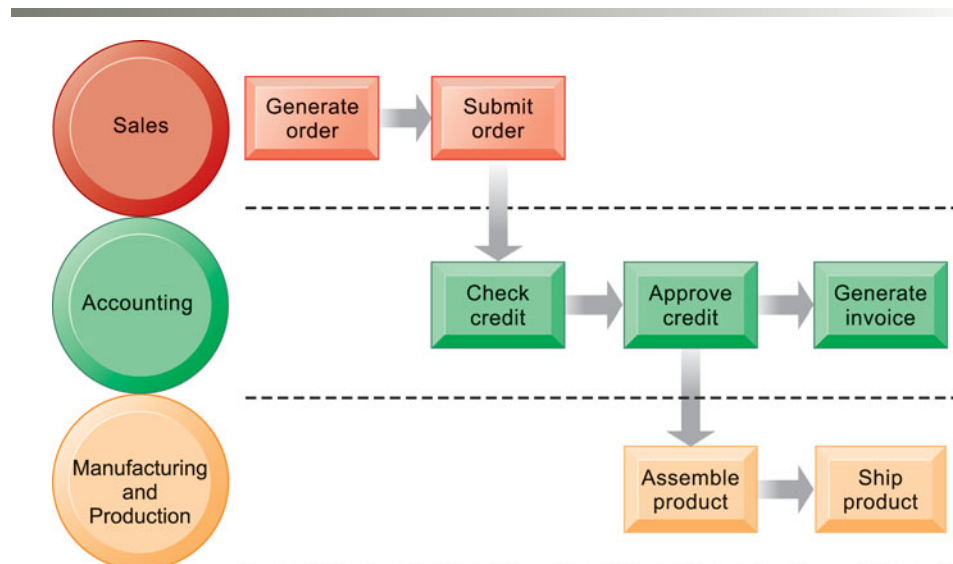 Sales
Generate
order
Submit
order
Accounting
Check
credit
Approve
credit
Generate
invoice
Manufacturing
and
Production
Assemble
product
Ship
product